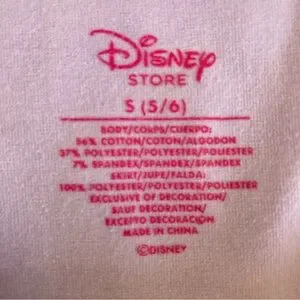 Disney
STORE
S (5/6)
BODY/CORPS/CUERPO:
56% COTTON/COTON/ALGODON
37% POLYESTER/POLYESTER/POLIESTER
7% SPANDEX/SPANDEX/SPANDEX
SKIRT/JUPE/FALDA:
100% POLYESTER/POLYESTER/POLIESTER
EXCLUSIVE OF DECORATION/
SAUF DECORATION/
EXCEPTO DECORACION
MADE IN CHINA
©DISNEY